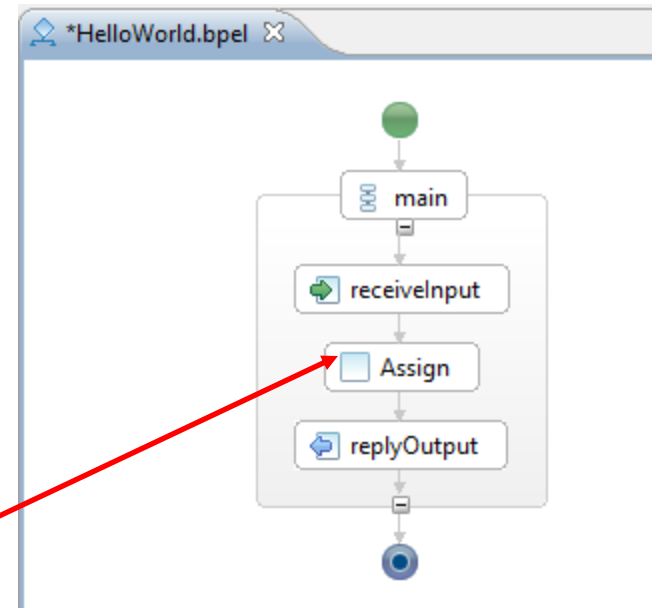 *HelloWorld.bpel
main
receiveInput
Assign
replyOutput